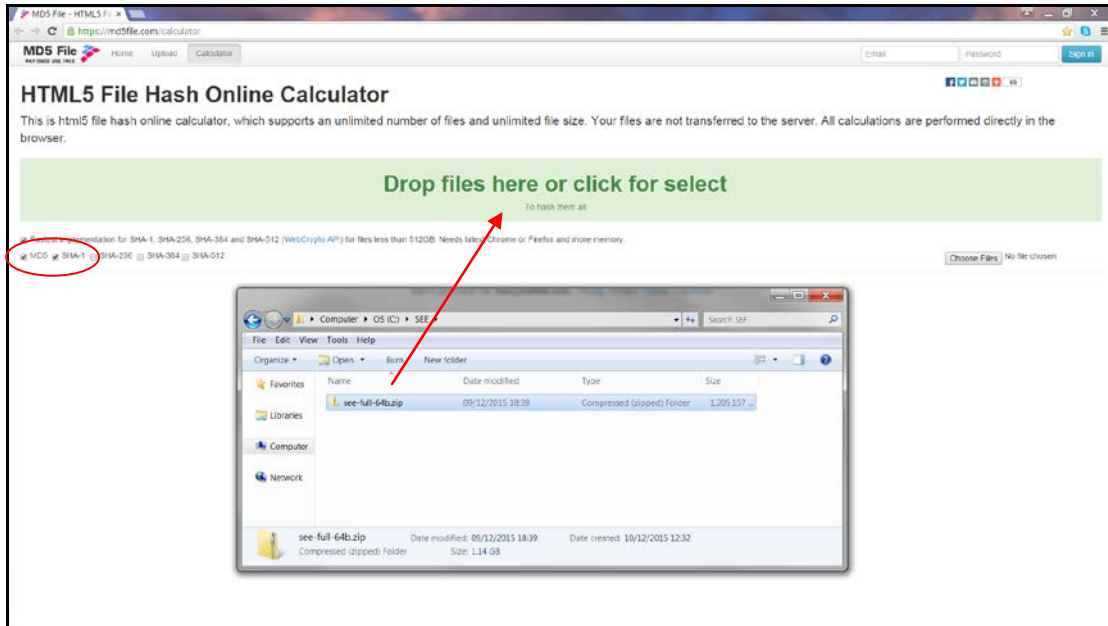 MD5 File - HTML5 Fi
https://md5file.com/calculator
MD5 File Home Upload Calculator Email Password Sign in
PAY ONCE USE FREE
HTML5 File Hash Online Calculator
This is html5 file hash online calculator, which supports an unlimited number of files and unlimited file size. Your files are not transferred to the server. All calculations are performed directly in the
browser.
Drop files here or click for select
To hash them all
implementation for SHA-1, SHA-256, SHA-384 and SHA-512 (WebCrypto API) for files less than 512GB. Needs latest Chrome or Firefox and more memory.
MD5 SHA-1 SHA-256 SHA-384 SHA-512 Choose Files No file chosen
Computer OS (C:) SEE Search SEE
File Edit View Tools Help
Organize Open Burn New folder
Favorites
Libraries
Computer
Network
Name Date modified Type Size
see-full-64b.zip 09/12/2015 18:39 Compressed (zipped) Folder 1,205,157 ...
see-full-64b.zip Date modified: 09/12/2015 18:39 Date created: 10/12/2015 12:32
Compressed (zipped) Folder Size: 1.14 GB